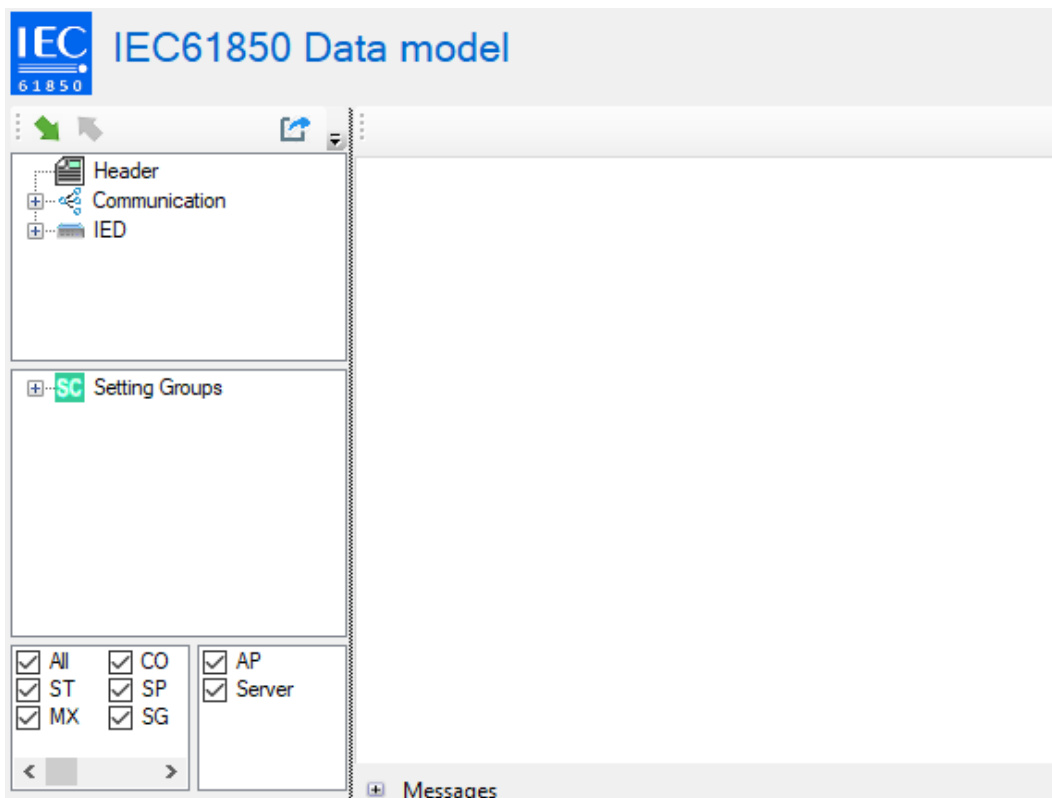 IEC
61850
IEC61850 Data model
Header
Communication
IED
SC Setting Groups
All CO
ST SP
MX SG
AP
Server
Messages